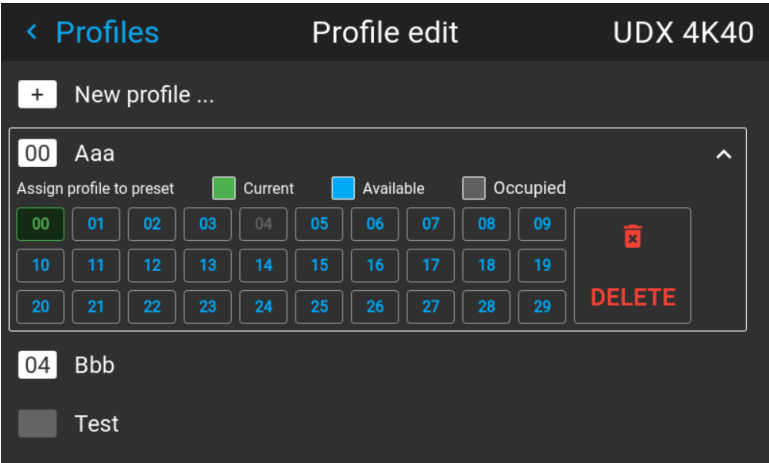 < Profiles Profile edit UDX 4K40
+ New profile ...
00 Aaa
Assign profile to preset Current Available Occupied
00 01 02 03 04 05 06 07 08 09
10 11 12 13 14 15 16 17 18 19
DELETE
20 21 22 23 24 25 26 27 28 29
04 Bbb
Test